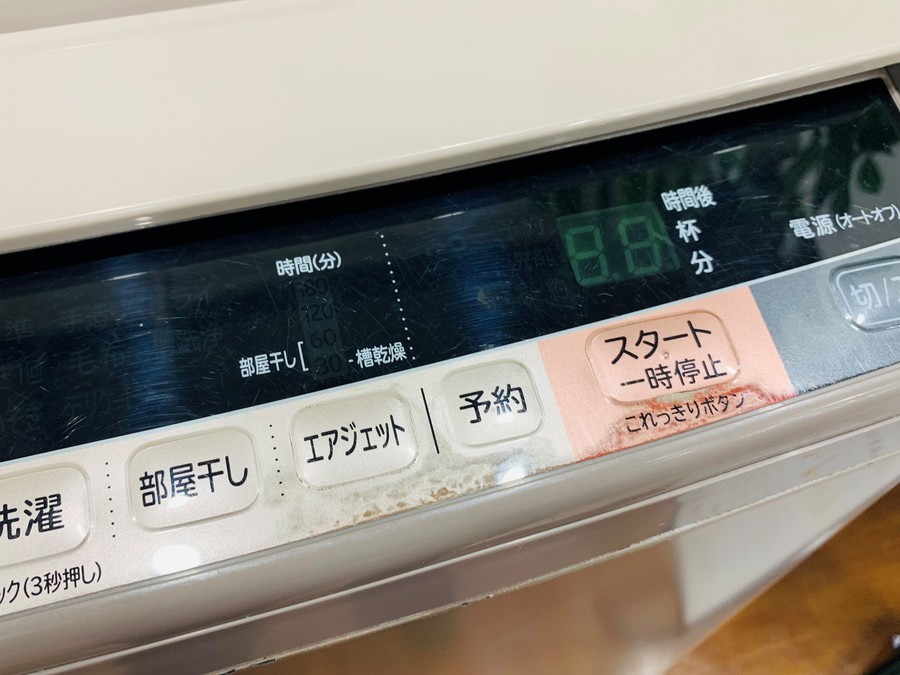 時間後
杯
分
電源(オートオフ)
時間(分)
120
60
30
部屋干し[
-槽乾燥
切/
スタート
一時停止
これっきりボタン
予約
エアジェット
部屋干し
洗濯
ック(3秒押し)